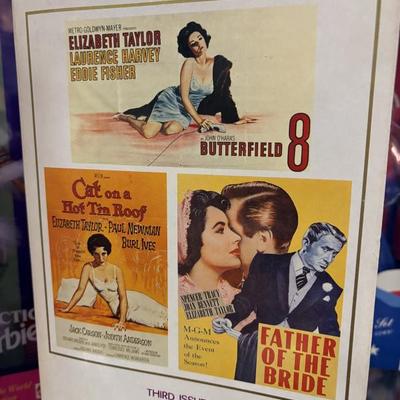 METRO-GOLDWYN-MAYER PRESENTS
ELIZABETH TAYLOR
LAURENCE HARVEY
EDDIE FISHER
IN JOHN O'HARA'S
BUTTERFIELD 8
Cat on a
Hot Tin Roof
ELIZABETH TAYLOR · PAUL NEWMAN
BURL IVES
JACK CARSON · JUDITH ANDERSON
SPENCER TRACY
JOAN BENNETT
ELIZABETH TAYLOR
M-G-M
Announces
the Event
of the
Season!
FATHER
OF THE
BRIDE
THIRD ISSUE